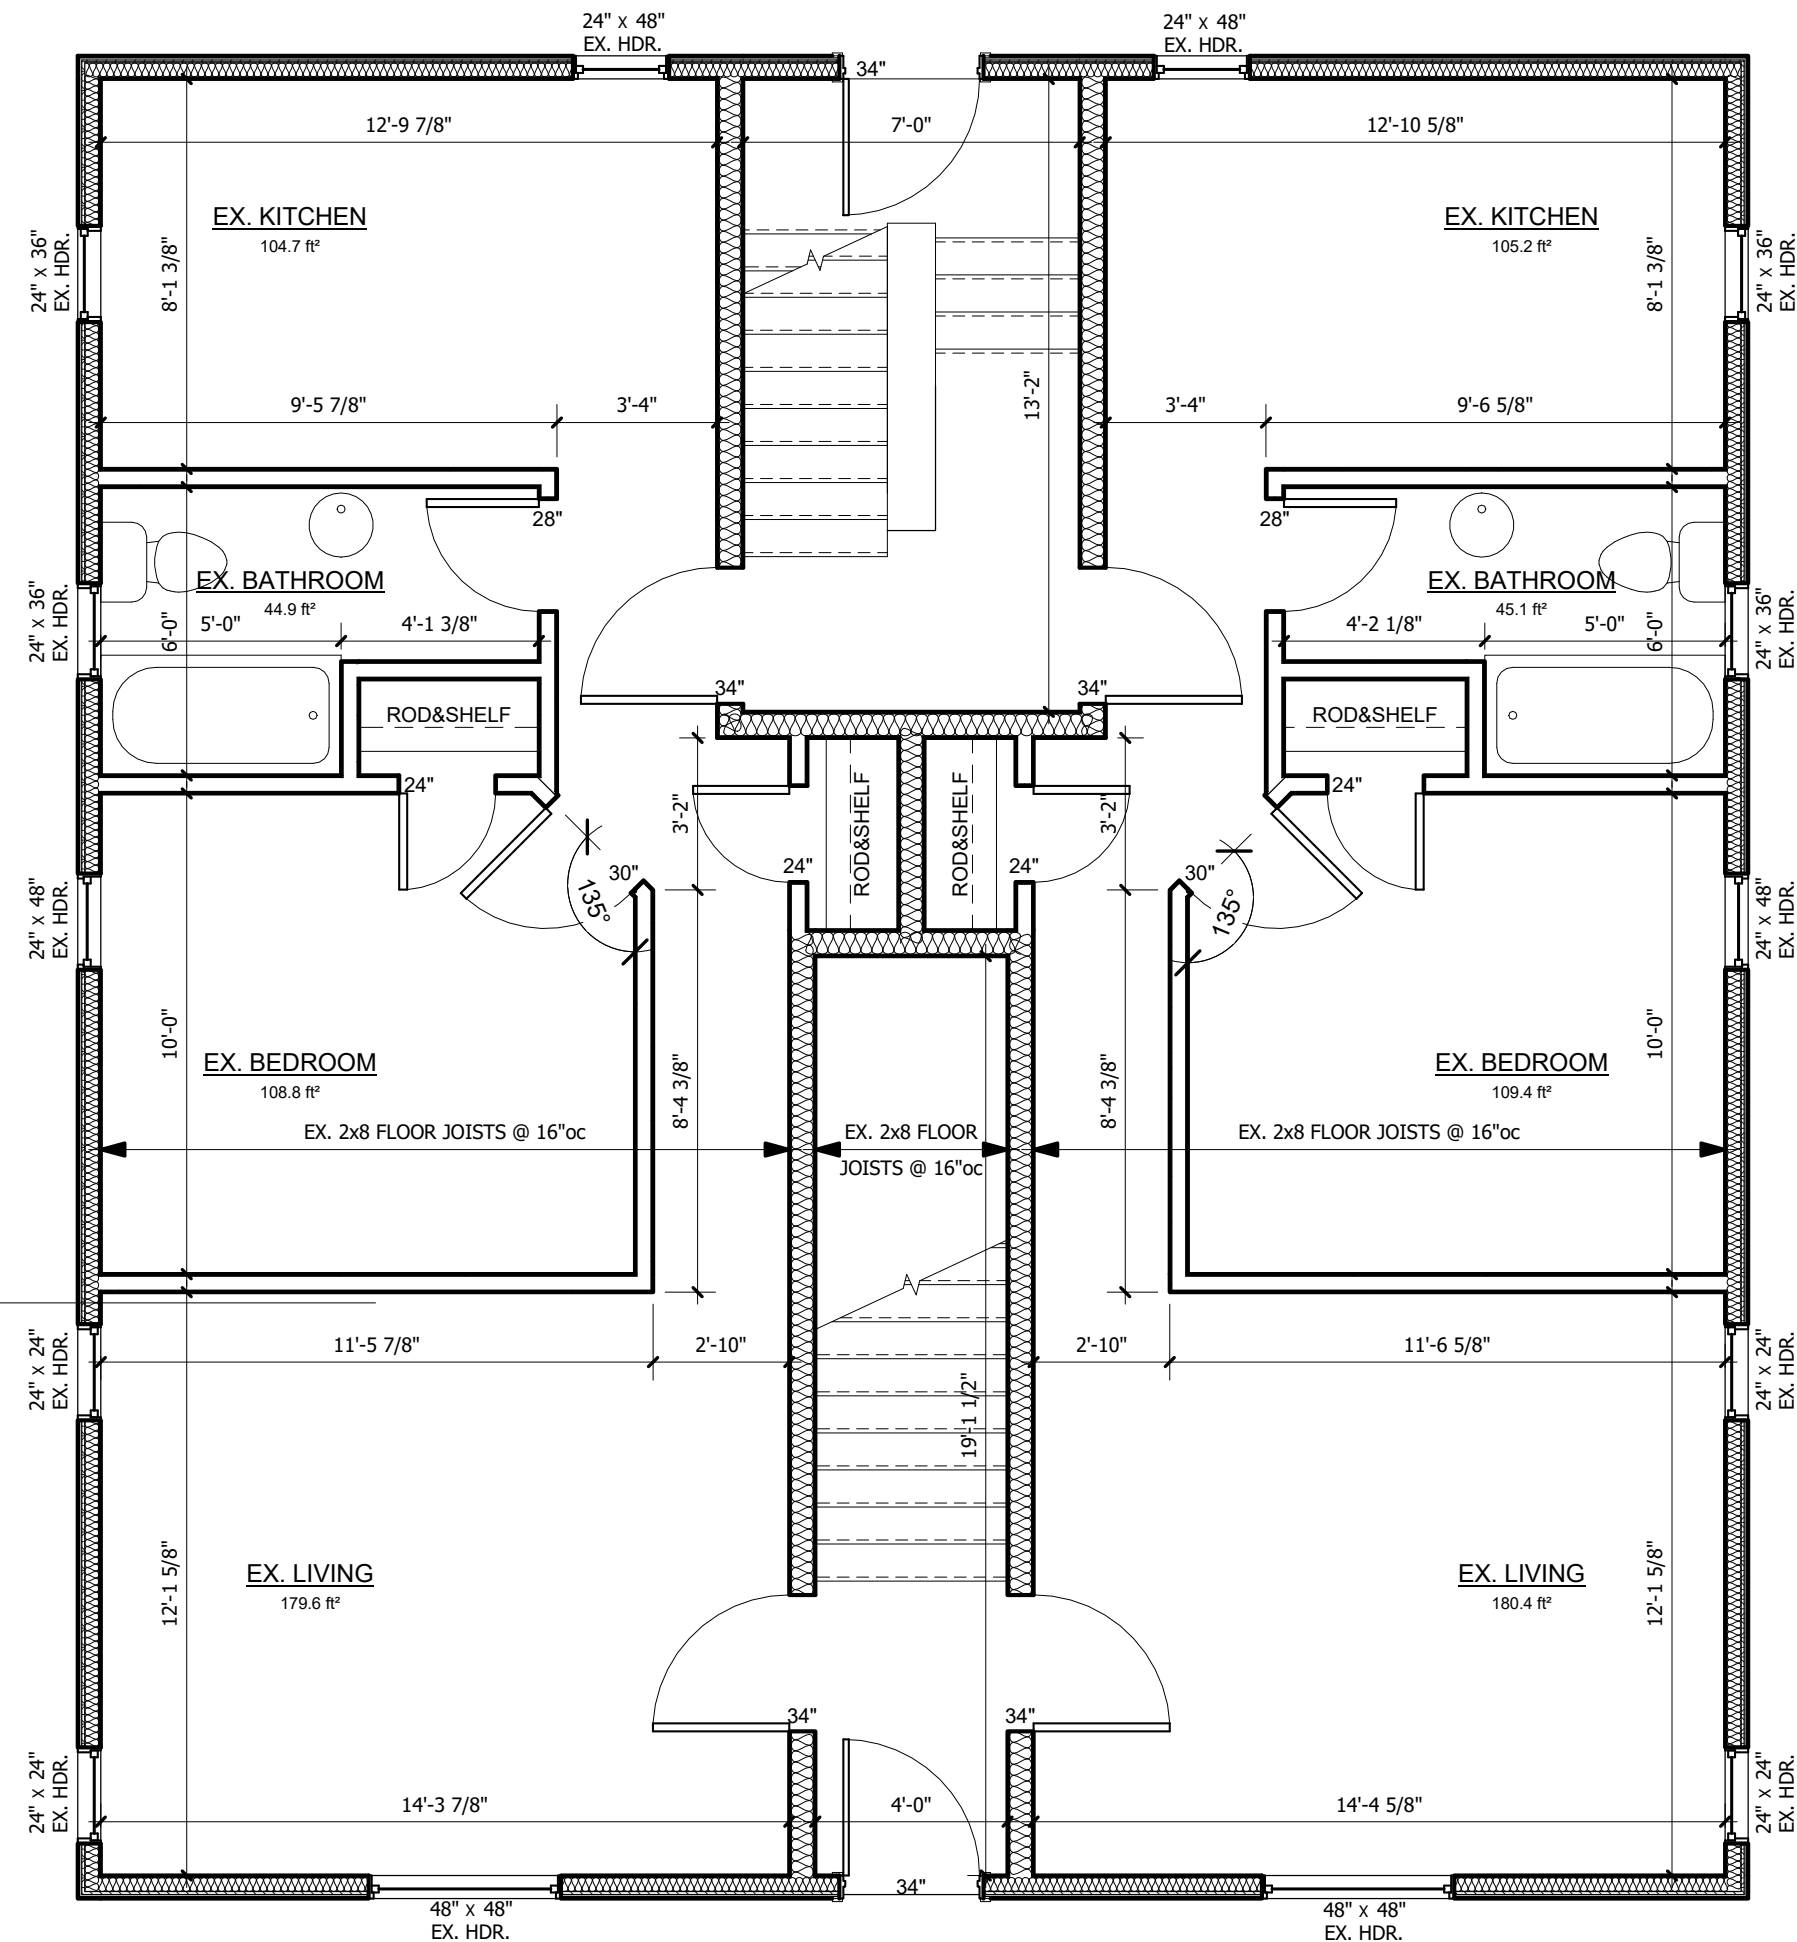 24" x 48"
EX. HDR.
24" x 48"
EX. HDR.
34"
12'-9 7/8"
7'-0"
12'-10 5/8"
EX. KITCHEN
104.7 ft²
EX. KITCHEN
105.2 ft²
24" x 36"
EX. HDR.
8'-1 3/8"
8'-1 3/8"
24" x 36"
EX. HDR.
9'-5 7/8"
3'-4"
13'-2"
3'-4"
9'-6 5/8"
28"
28"
EX. BATHROOM
44.9 ft²
EX. BATHROOM
45.1 ft²
24" x 36"
EX. HDR.
6'-0"
5'-0"
4'-1 3/8"
4'-2 1/8"
5'-0"
6'-0"
24" x 36"
EX. HDR.
34"
34"
ROD&SHELF
ROD&SHELF
24"
24"
3'-2"
ROD&SHELF
ROD&SHELF
3'-2"
30"
24"
24"
30"
135°
135°
24" x 48"
EX. HDR.
24" x 48"
EX. HDR.
10'-0"
10'-0"
EX. BEDROOM
108.8 ft²
EX. BEDROOM
109.4 ft²
8'-4 3/8"
8'-4 3/8"
EX. 2x8 FLOOR JOISTS @ 16"oc
EX. 2x8 FLOOR
JOISTS @ 16"oc
EX. 2x8 FLOOR JOISTS @ 16"oc
11'-5 7/8"
2'-10"
2'-10"
11'-6 5/8"
24" x 24"
EX. HDR.
24" x 24"
EX. HDR.
19'-1 1/2"
EX. LIVING
179.6 ft²
EX. LIVING
180.4 ft²
12'-1 5/8"
12'-1 5/8"
34"
34"
24" x 24"
EX. HDR.
24" x 24"
EX. HDR.
14'-3 7/8"
4'-0"
14'-4 5/8"
34"
48" x 48"
EX. HDR.
48" x 48"
EX. HDR.